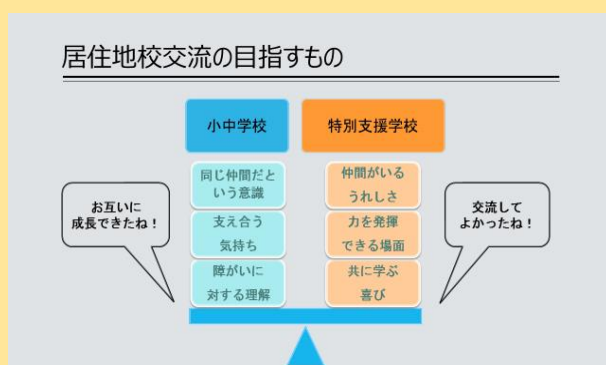 居住地校交流の目指すもの
小中学校
特別支援学校
同じ仲間だと
いう意識
仲間がいる
うれしさ
お互いに
成長できたね！
支え合う
気持ち
力を発揮
できる場面
交流して
よかったね！
障がいに
対する理解
共に学ぶ
喜び